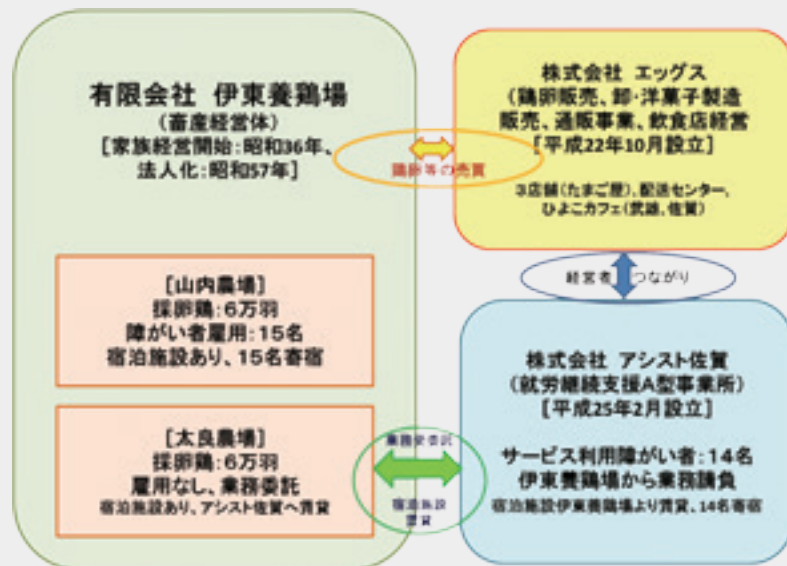 有限会社 伊東養鶏場
(畜産経営体)
[家族経営開始:昭和36年、
法人化:昭和57年]
[山内農場]
採卵鶏:6万羽
障がい者雇用:15名
宿泊施設あり、15名寄宿
[太良農場]
採卵鶏:6万羽
雇用なし、業務委託
宿泊施設あり、アシスト佐賀へ賃貸
鶏卵等の売買
株式会社 エッグス
(鶏卵販売、卸・洋菓子製造
販売、通販事業、飲食店経営
[平成22年10月設立]
3店舗(たまご屋)、配送センター、
ひよこカフェ(武雄、佐賀)
経営者 つながり
株式会社 アシスト佐賀
(就労継続支援A型事業所)
[平成25年2月設立]
サービス利用障がい者:14名
伊東養鶏場から業務請負
宿泊施設伊東養鶏場より賃貸、14名寄宿
業務受委託
宿泊施設
賃貸